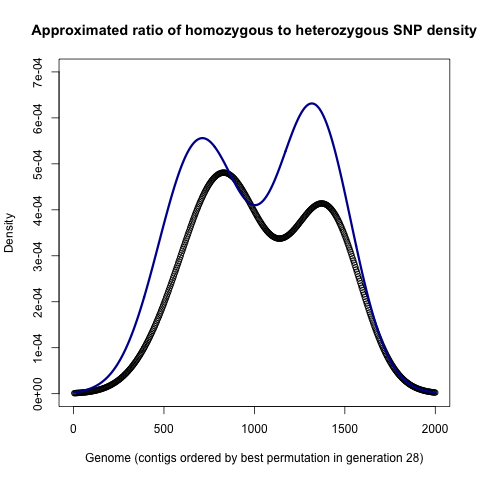 Approximated ratio of homozygous to heterozygous SNP density
7e-04
6e-04
5e-04
4e-04
3e-04
2e-04
1e-04
0e+00
Density
0 500 1000 1500 2000
Genome (contigs ordered by best permutation in generation 28)